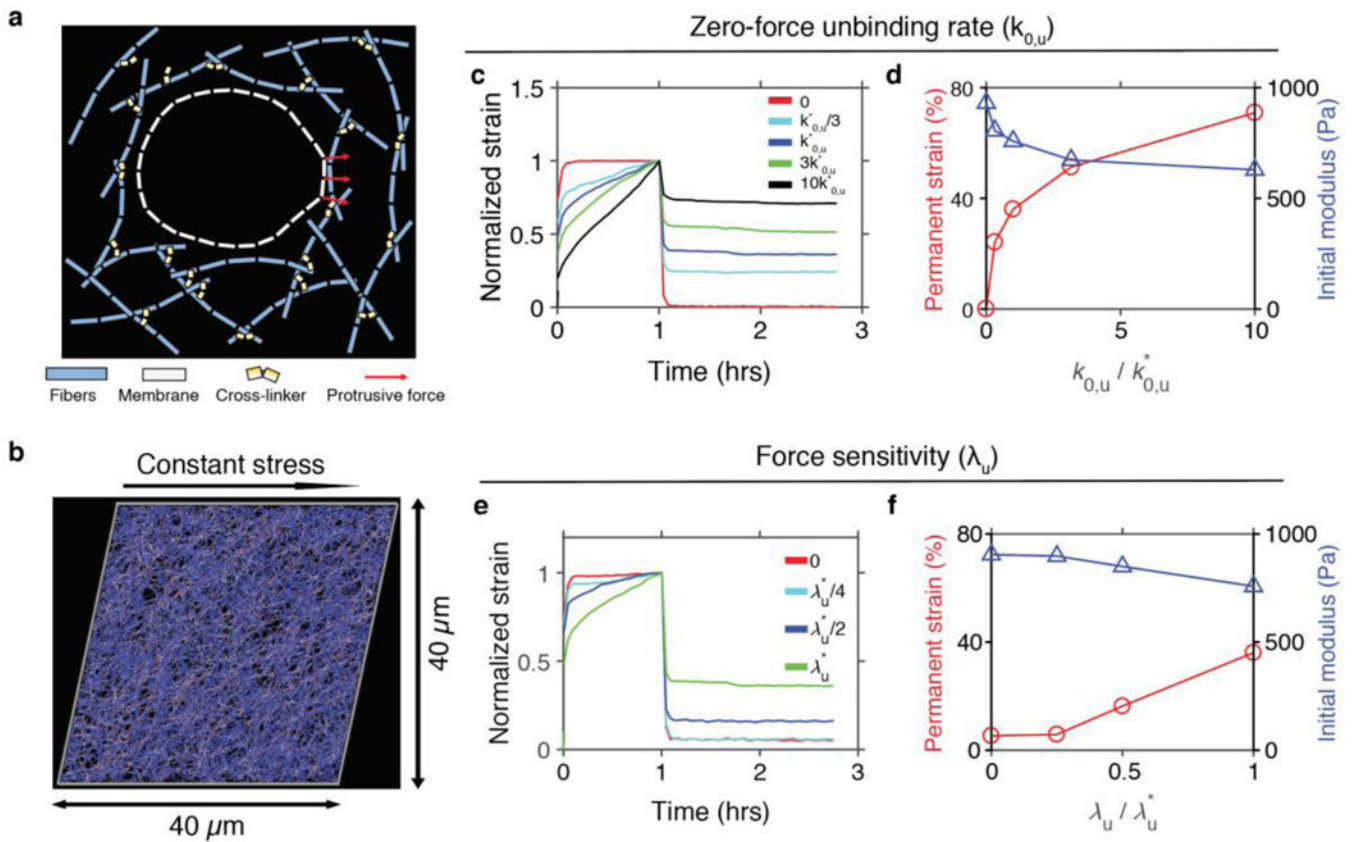 a
Fibers
Membrane
Cross-linker
Protrusive force
b
Constant stress
40 μm
40 μm
Zero-force unbinding rate (k0,u)
c
Normalized strain
1.5
1
0.5
0
0
k*0,u/3
k*0,u
3k*0,u
10k*0,u
0
1
2
3
Time (hrs)
d
Permanent strain (%)
80
40
0
1000
500
0
Initial modulus (Pa)
0
5
10
k0,u / k*0,u
Force sensitivity (λu)
e
Normalized strain
1
0.5
0
0
λ*u/4
λ*u/2
λ*u
0
1
2
3
Time (hrs)
f
Permanent strain (%)
80
40
0
1000
500
0
Initial modulus (Pa)
0
0.5
1
λu / λ*u